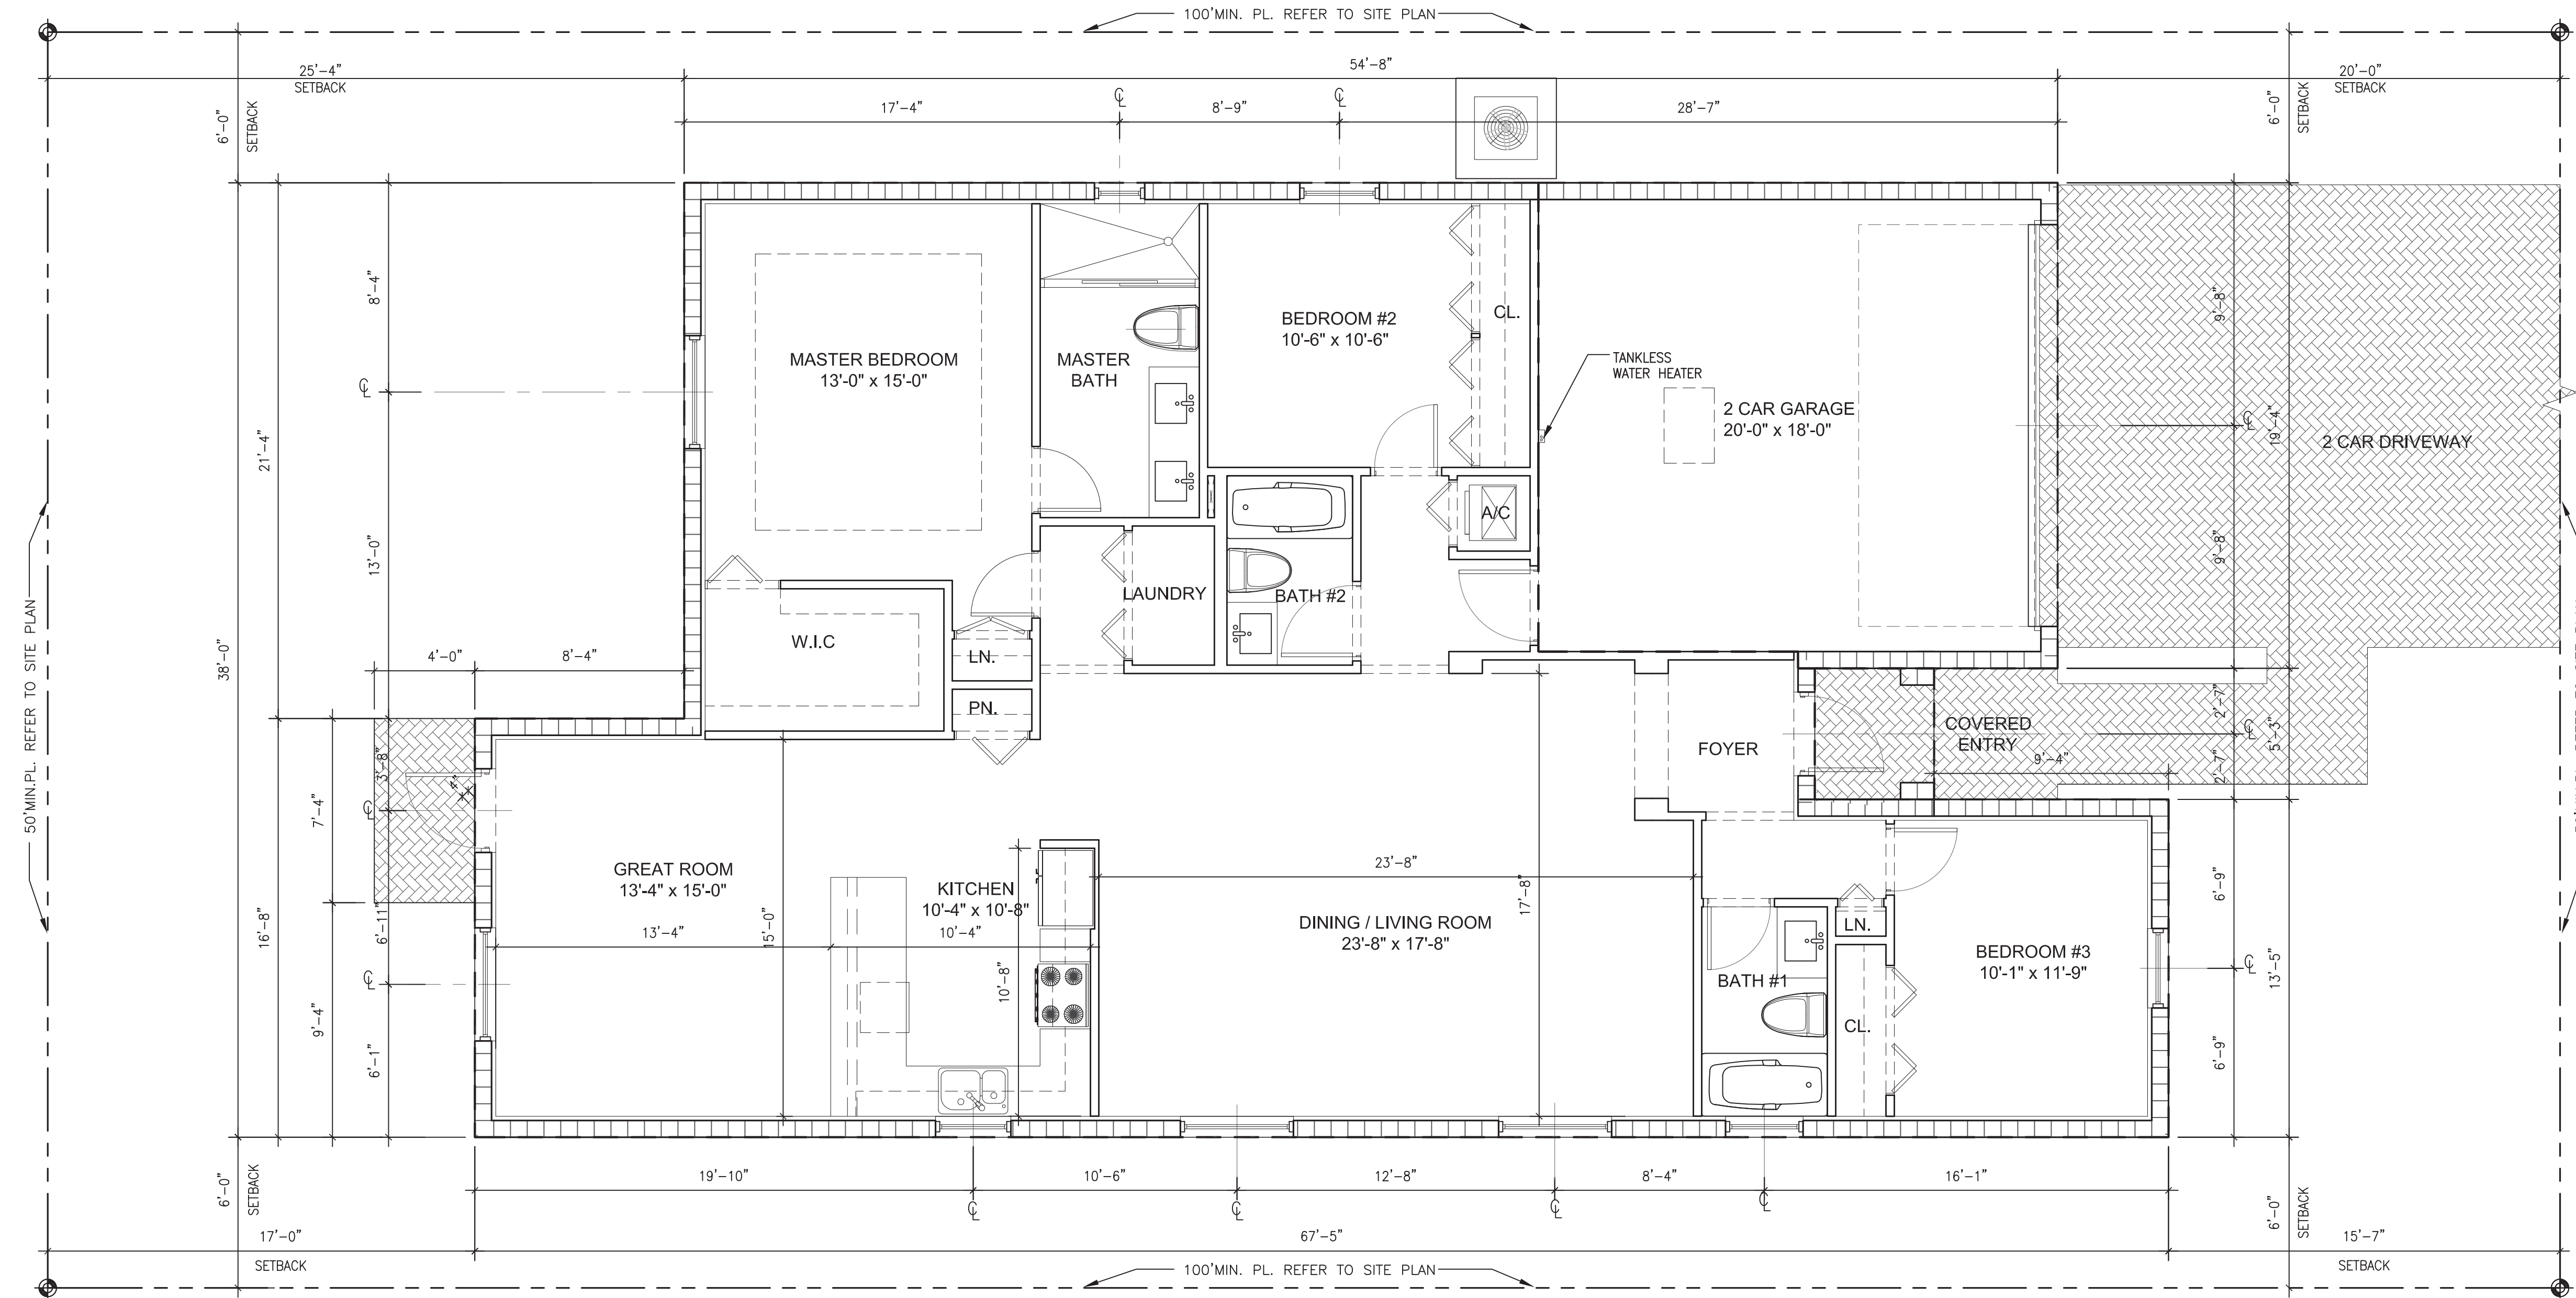 100'MIN. PL. REFER TO SITE PLAN
25'-4"
SETBACK
54'-8"
20'-0"
SETBACK
6'-0"
SETBACK
17'-4"
℄
8'-9"
℄
28'-7"
6'-0"
SETBACK
8'-4"
℄
13'-0"
21'-4"
38'-0"
50'MIN.PL. REFER TO SITE PLAN
MASTER BEDROOM
13'-0" x 15'-0"
MASTER
BATH
BEDROOM #2
10'-6" x 10'-6"
CL.
TANKLESS
WATER HEATER
2 CAR GARAGE
20'-0" x 18'-0"
9'-8"
℄
19'-4"
2 CAR DRIVEWAY
9'-8"
A/C
LAUNDRY
BATH #2
W.I.C
LN.
PN.
4'-0"
8'-4"
FOYER
COVERED
ENTRY
9'-4"
2'-7"
℄
5'-3"
2'-7"
3'-8"
4"
℄
7'-4"
16'-8"
6'-11"
℄
9'-4"
6'-1"
GREAT ROOM
13'-4" x 15'-0"
13'-4"
15'-0"
KITCHEN
10'-4" x 10'-8"
10'-4"
10'-8"
23'-8"
17'-8"
DINING / LIVING ROOM
23'-8" x 17'-8"
BATH #1
LN.
CL.
BEDROOM #3
10'-1" x 11'-9"
6'-9"
℄
13'-5"
6'-9"
6'-0"
SETBACK
19'-10"
℄
10'-6"
℄
12'-8"
℄
8'-4"
℄
16'-1"
6'-0"
SETBACK
17'-0"
SETBACK
67'-5"
15'-7"
SETBACK
100'MIN. PL. REFER TO SITE PLAN